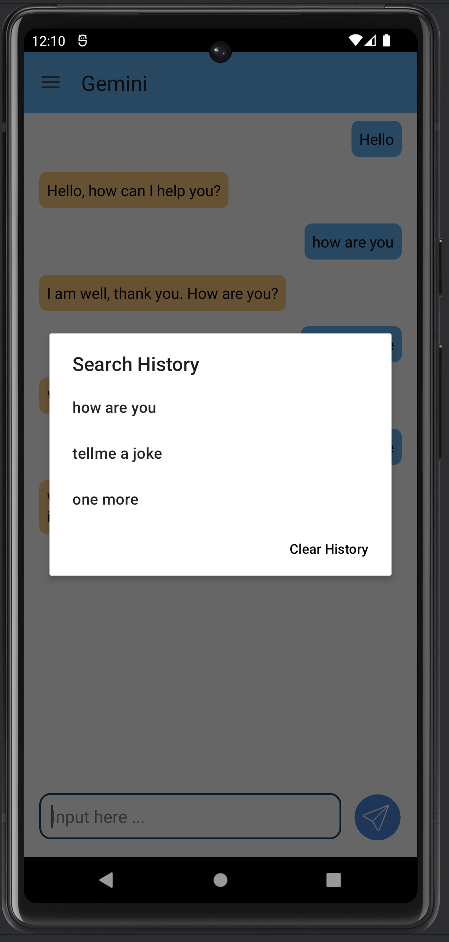 12:10
Gemini
Hello
Hello, how can I help you?
how are you
I am well, thank you. How are you?
Search History
how are you
tellme a joke
one more
Clear History
Input here ...